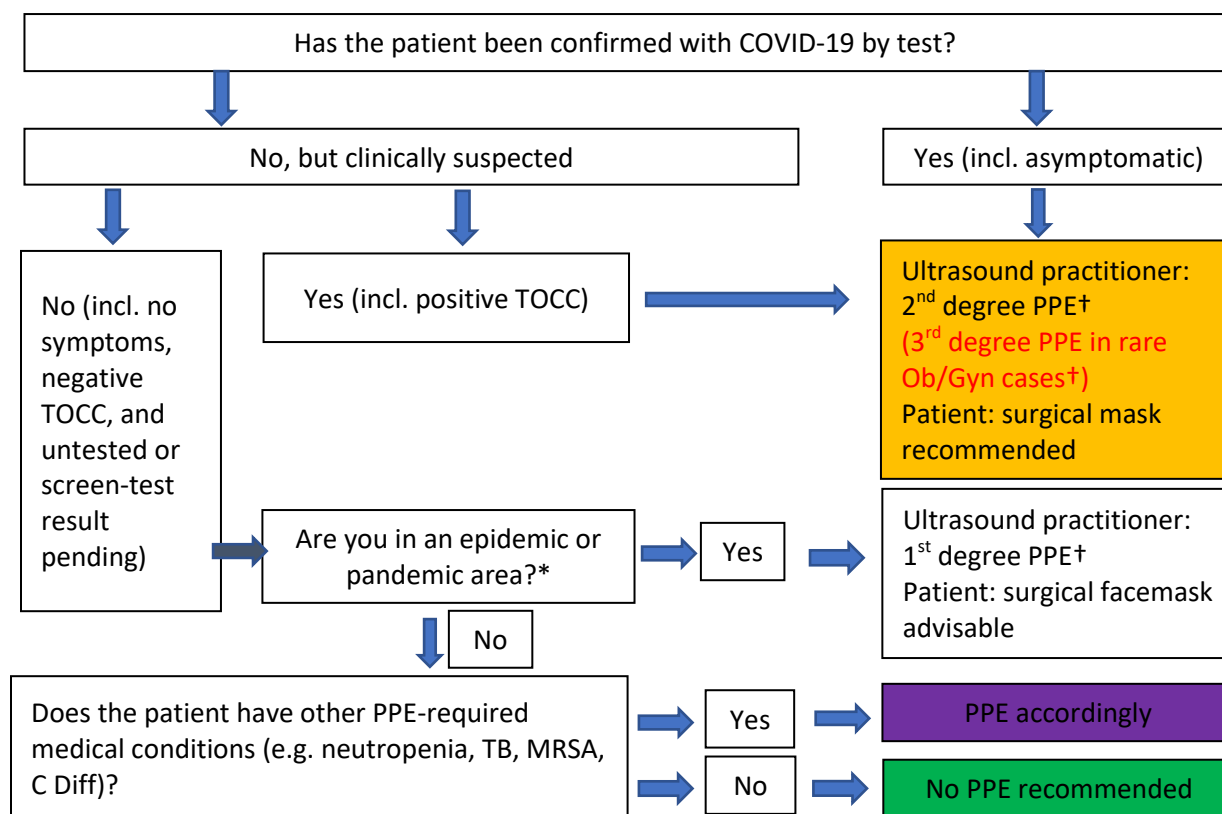 Has the patient been confirmed with COVID-19 by test?
No, but clinically suspected
Yes (incl. asymptomatic)
No (incl. no
symptoms,
negative
TOCC, and
untested or
screen-test
result
pending)
Yes (incl. positive TOCC)
Ultrasound practitioner:
2nd degree PPE†
(3rd degree PPE in rare
Ob/Gyn cases†)
Patient: surgical mask
recommended
Are you in an epidemic or
pandemic area?*
Yes
Ultrasound practitioner:
1st degree PPE†
Patient: surgical facemask
advisable
No
Does the patient have other PPE-required
medical conditions (e.g. neutropenia, TB, MRSA,
C Diff)?
Yes
PPE accordingly
No
No PPE recommended